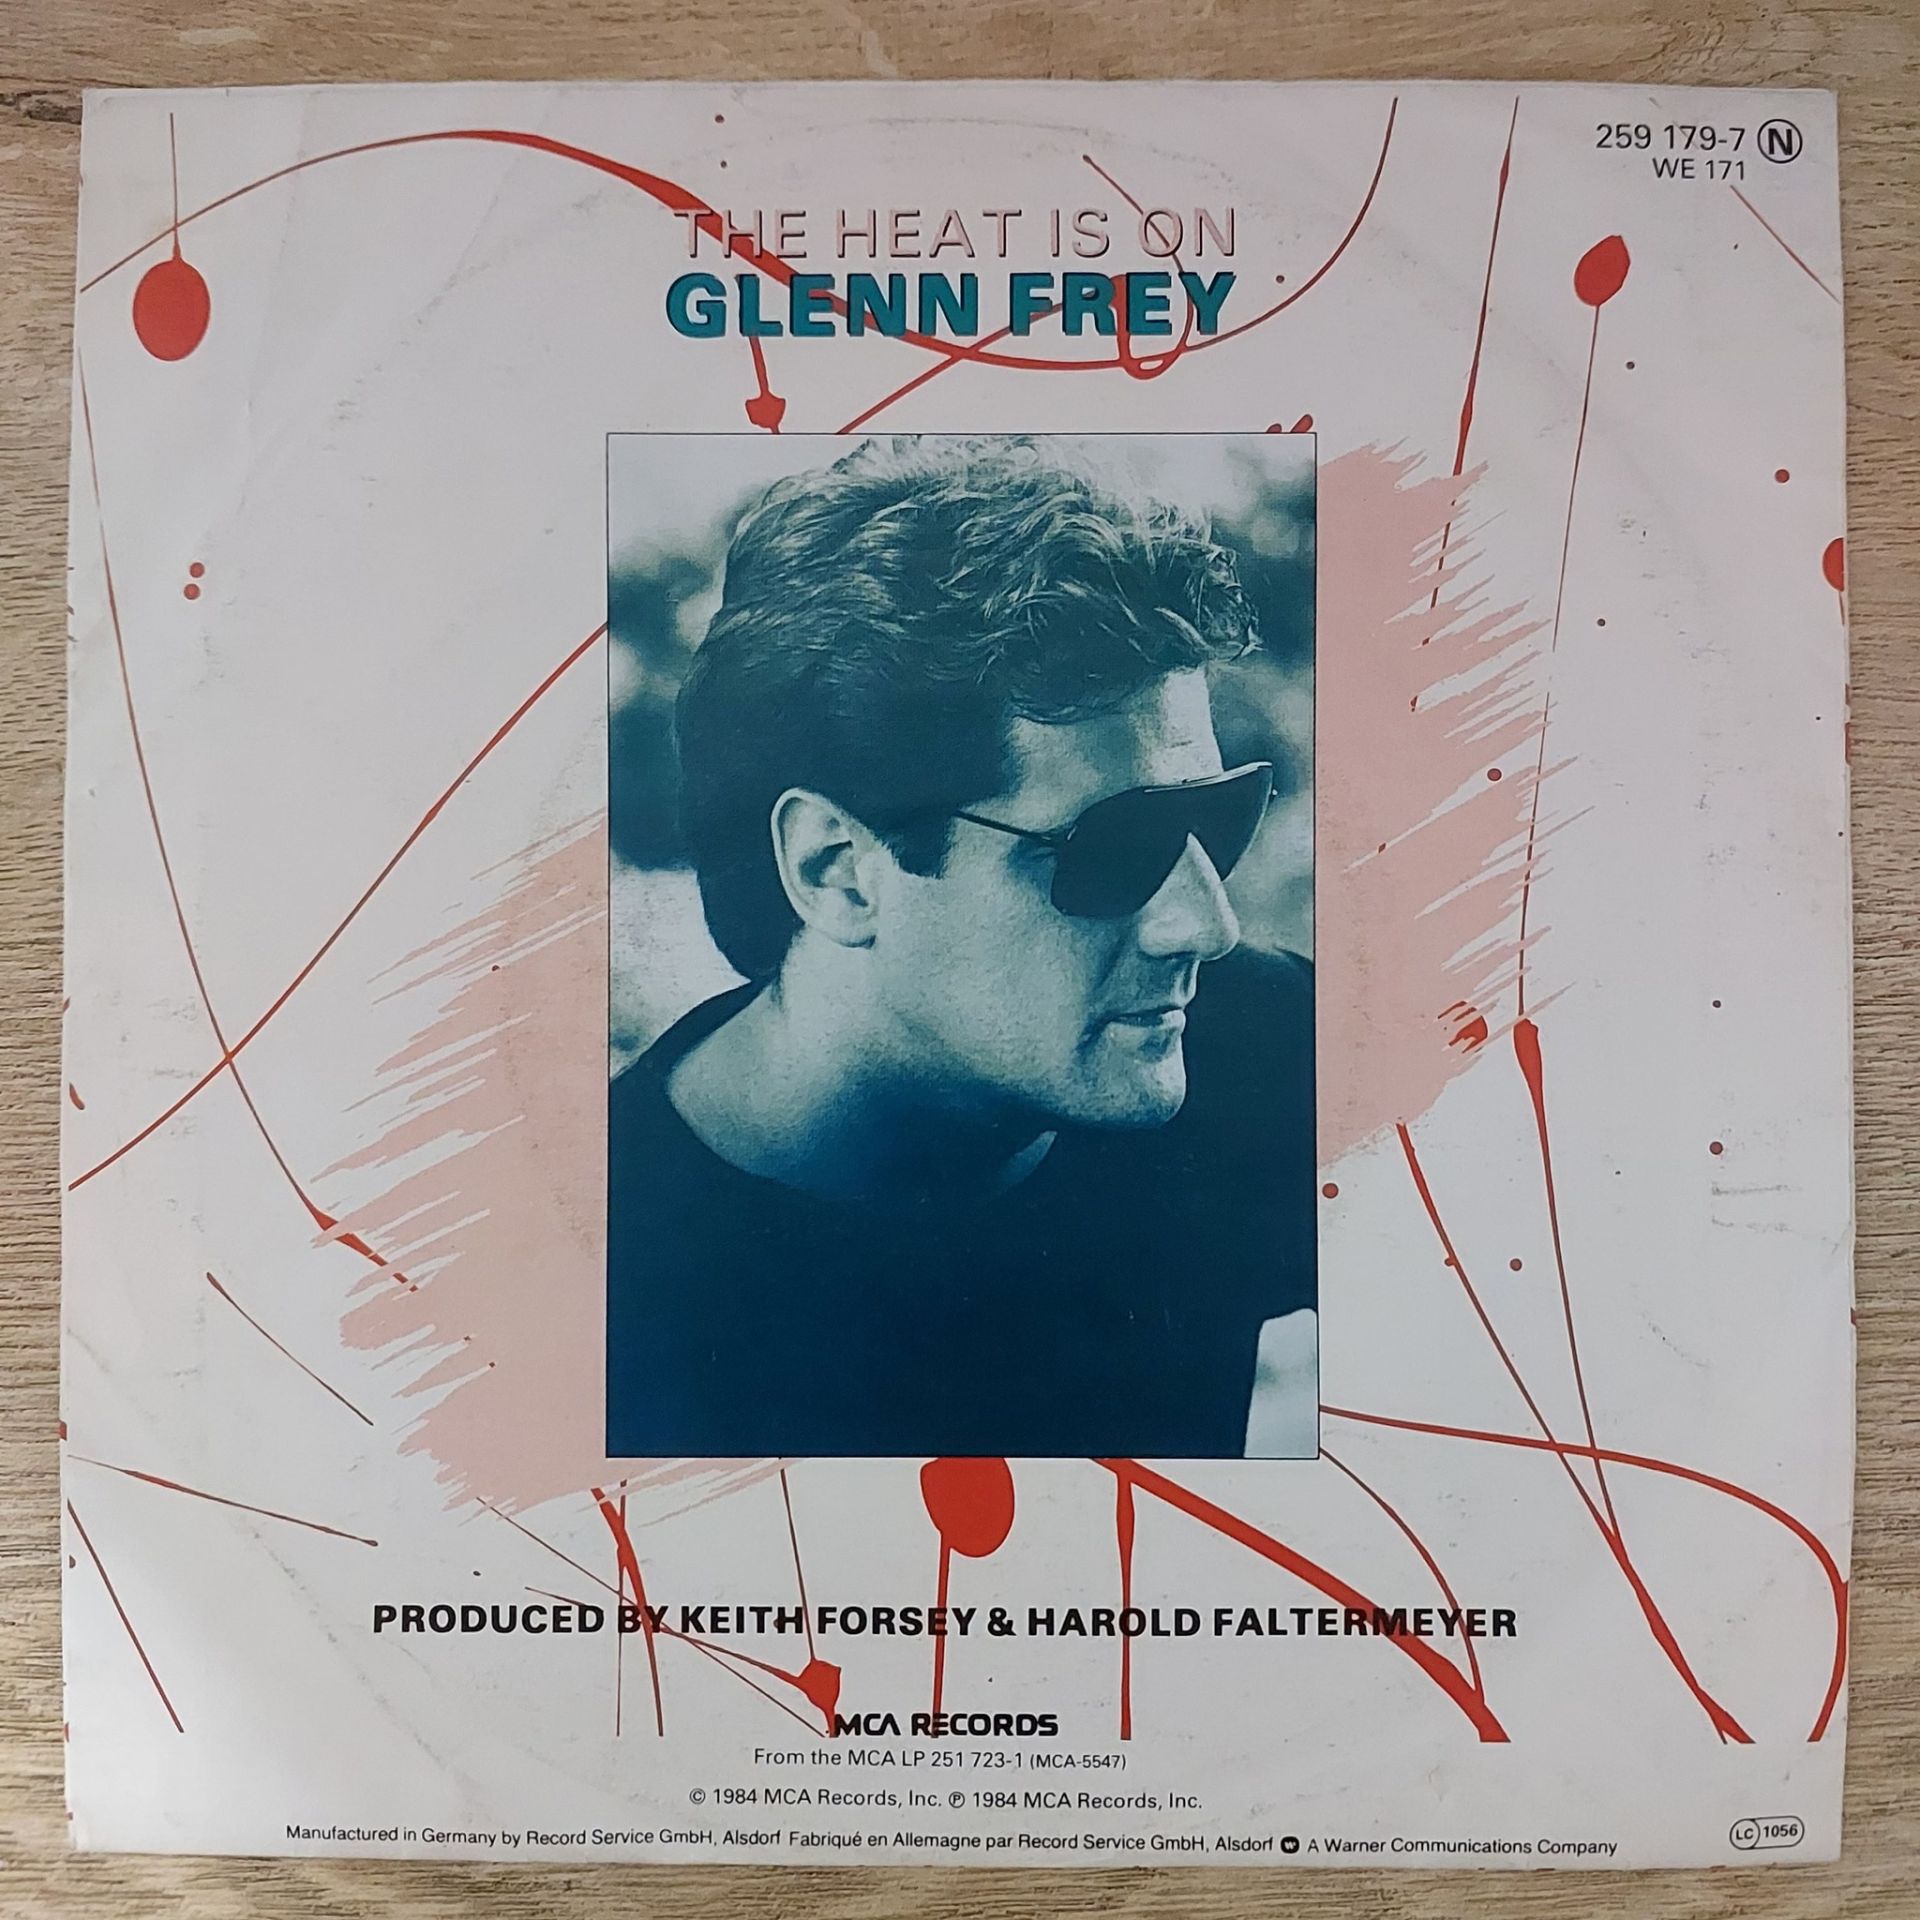 259 179-7 N
WE 171
THE HEAT IS ON
GLENN FREY
PRODUCED BY KEITH FORSEY & HAROLD FALTERMEYER
MCA RECORDS
From the MCA LP 251 723-1 (MCA-5547)
© 1984 MCA Records, Inc. ℗ 1984 MCA Records, Inc.
Manufactured in Germany by Record Service GmbH, Alsdorf Fabriqué en Allemagne par Record Service GmbH, Alsdorf W A Warner Communications Company
LC 1056